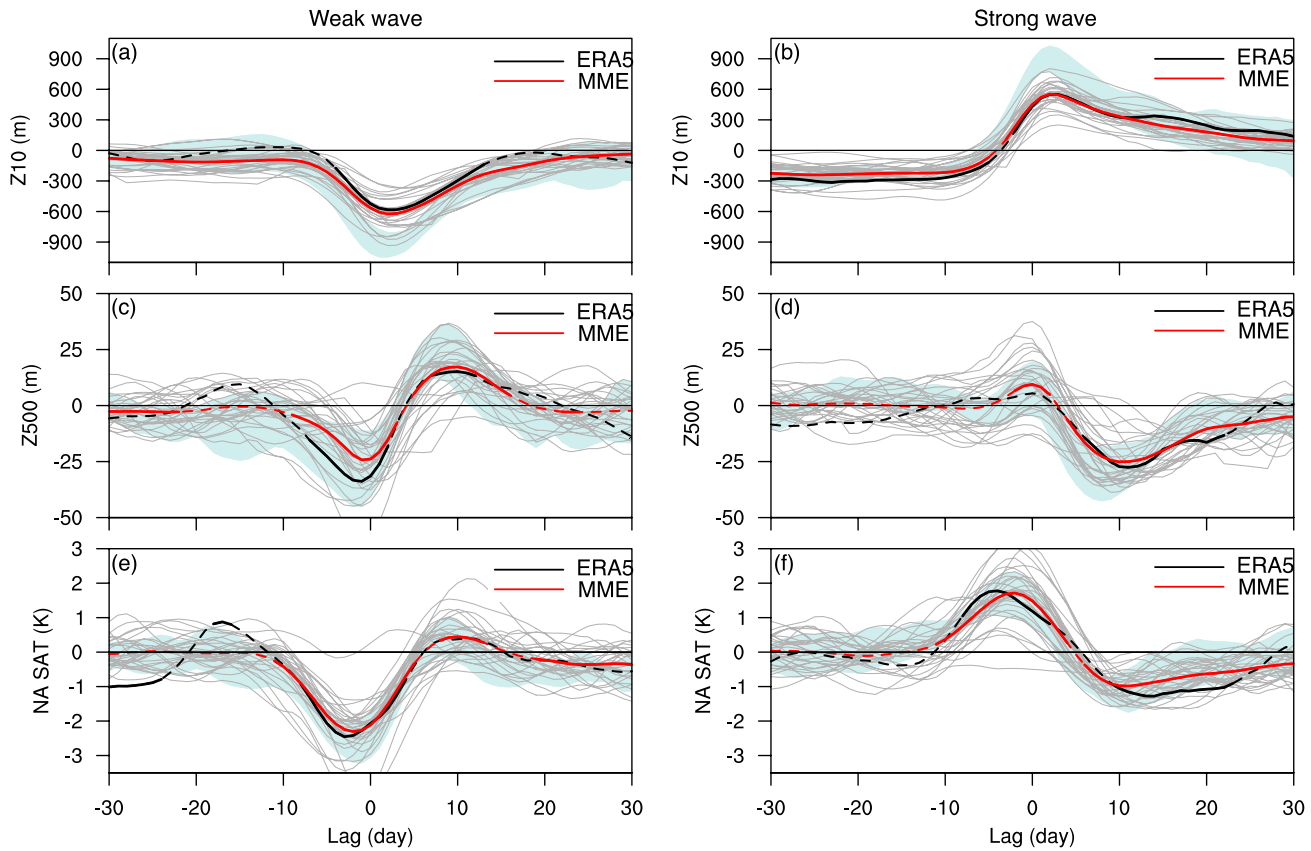 Weak wave
Strong wave
(a)
ERA5
MME
900
600
300
0
-300
-600
-900
Z10 (m)
(b)
ERA5
MME
900
600
300
0
-300
-600
-900
Z10 (m)
(c)
ERA5
MME
50
25
0
-25
-50
Z500 (m)
(d)
ERA5
MME
50
25
0
-25
-50
Z500 (m)
(e)
ERA5
MME
3
2
1
0
-1
-2
-3
NA SAT (K)
-30 -20 -10 0 10 20 30
Lag (day)
(f)
ERA5
MME
3
2
1
0
-1
-2
-3
NA SAT (K)
-30 -20 -10 0 10 20 30
Lag (day)